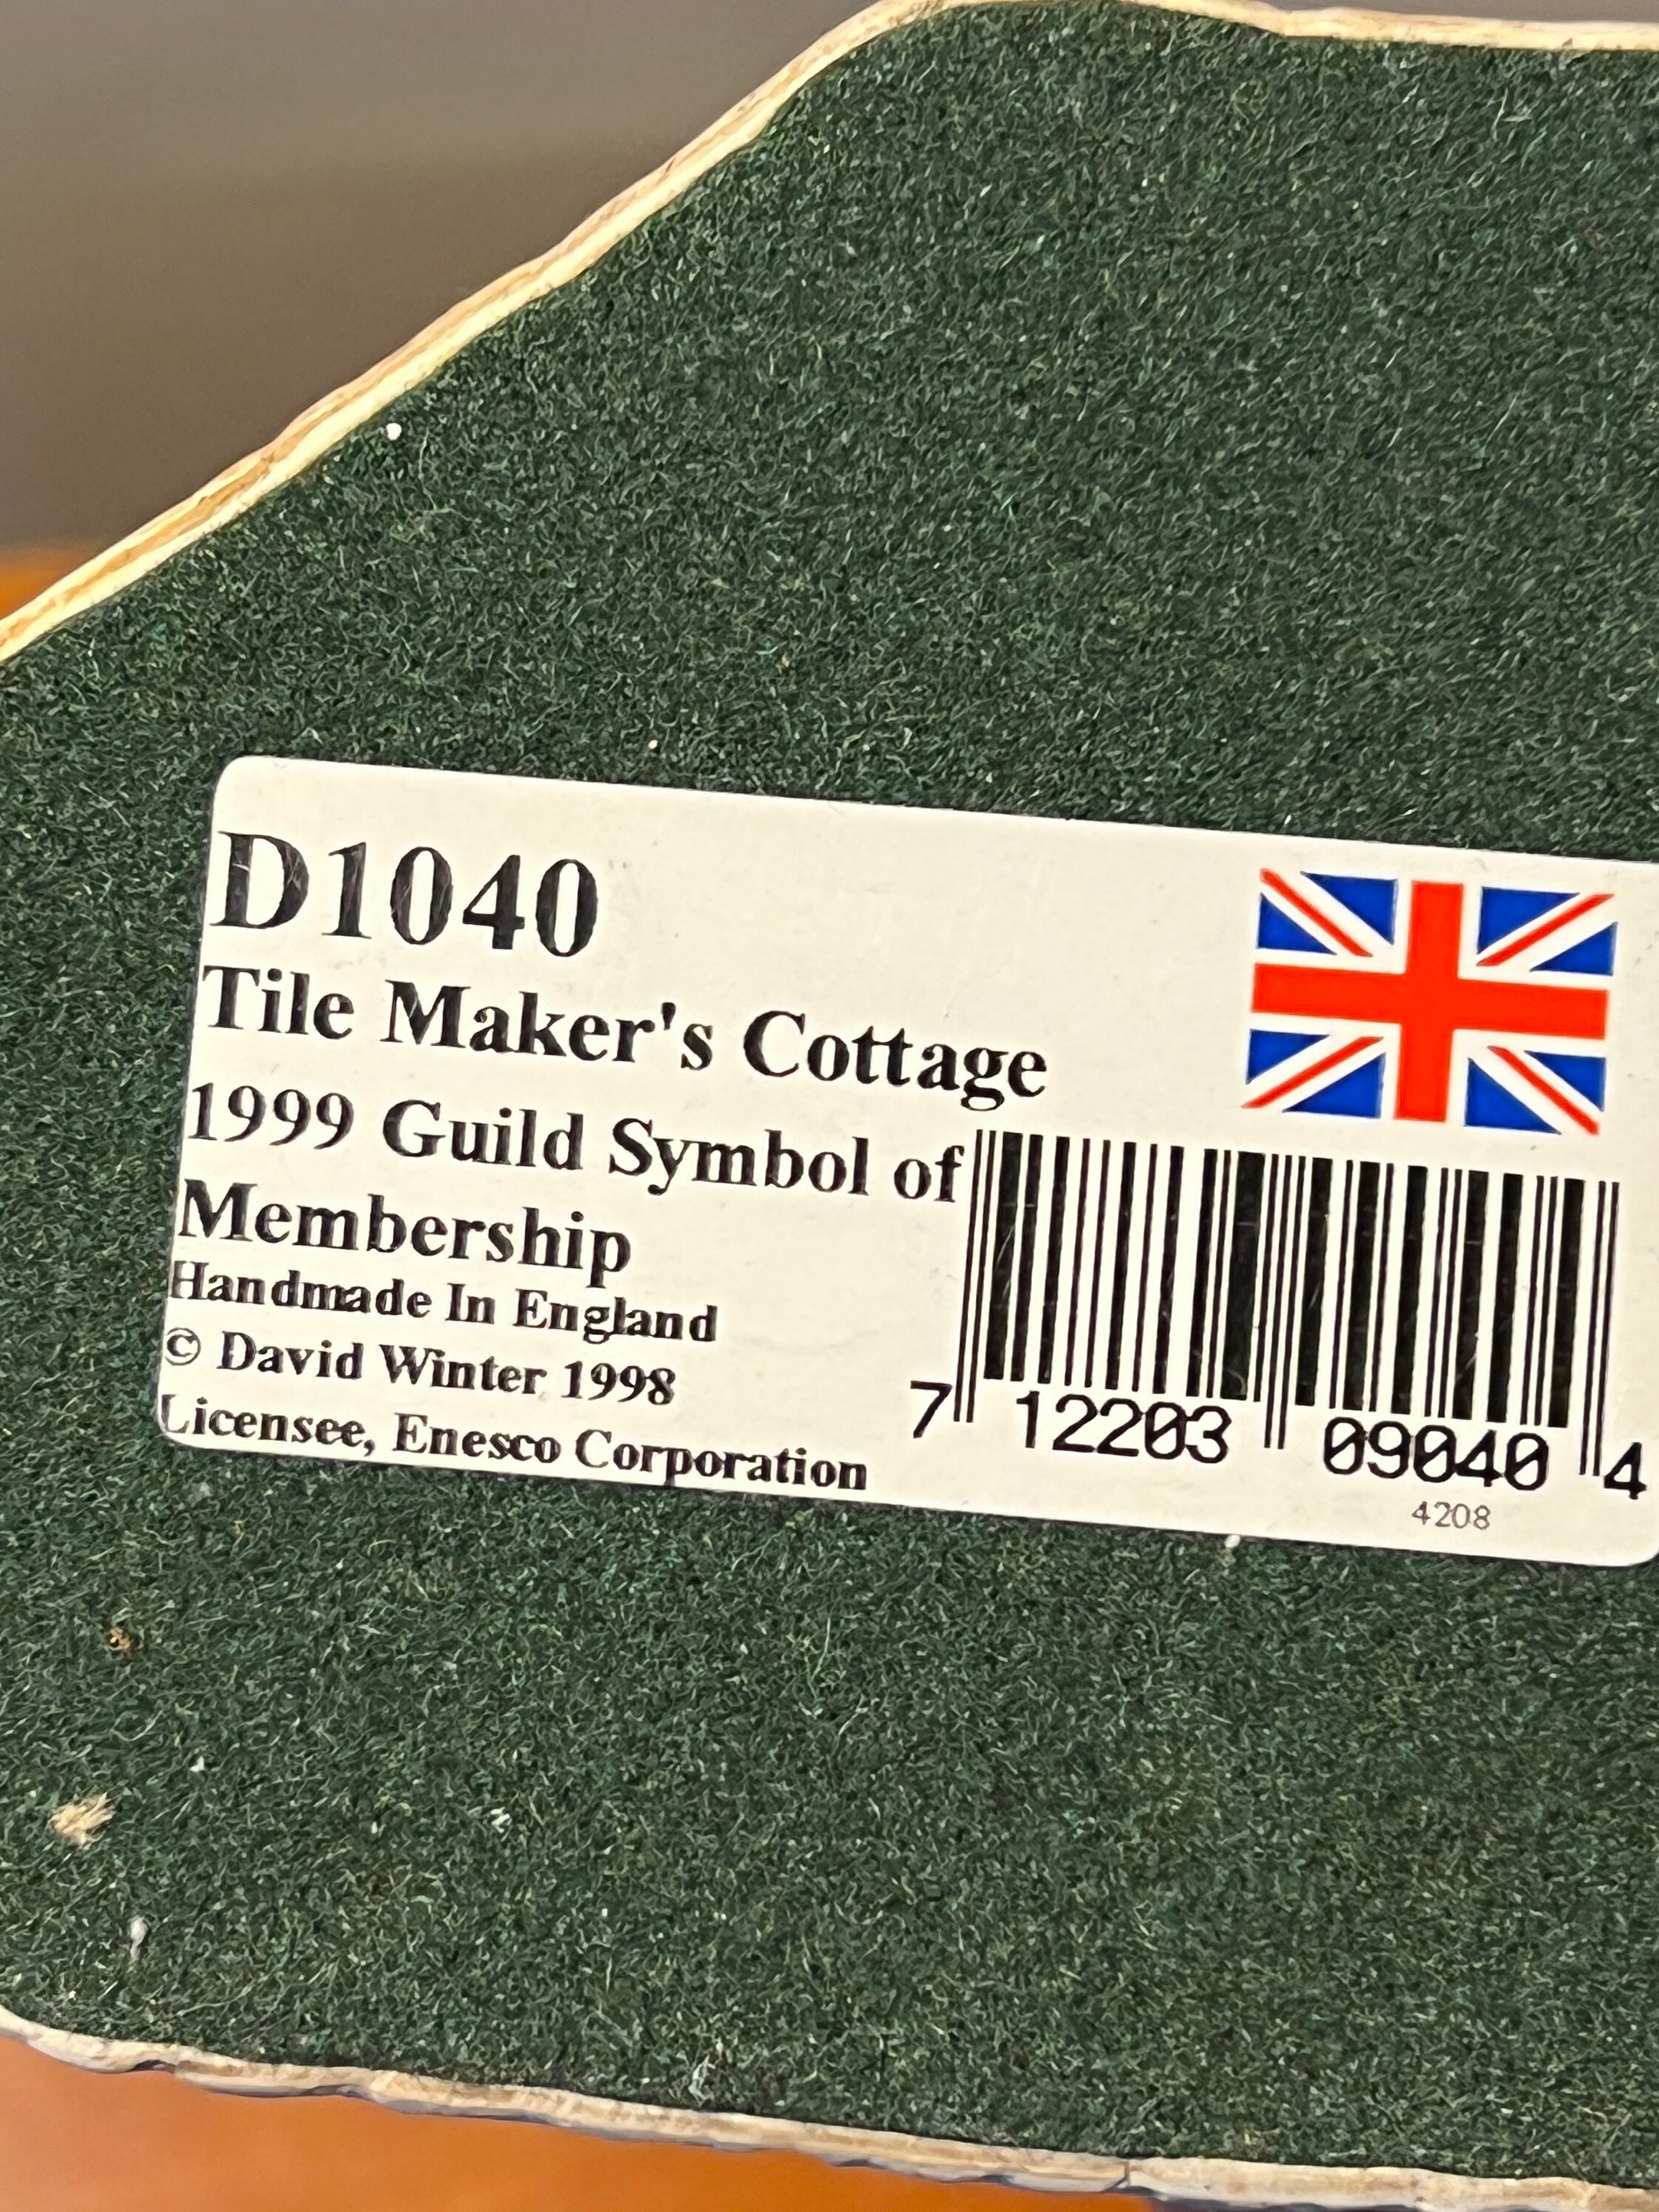 D1040
Tile Maker's Cottage
1999 Guild Symbol of
Membership
Handmade In England
© David Winter 1998
Licensee, Enesco Corporation
7 12203 09040 4
4208